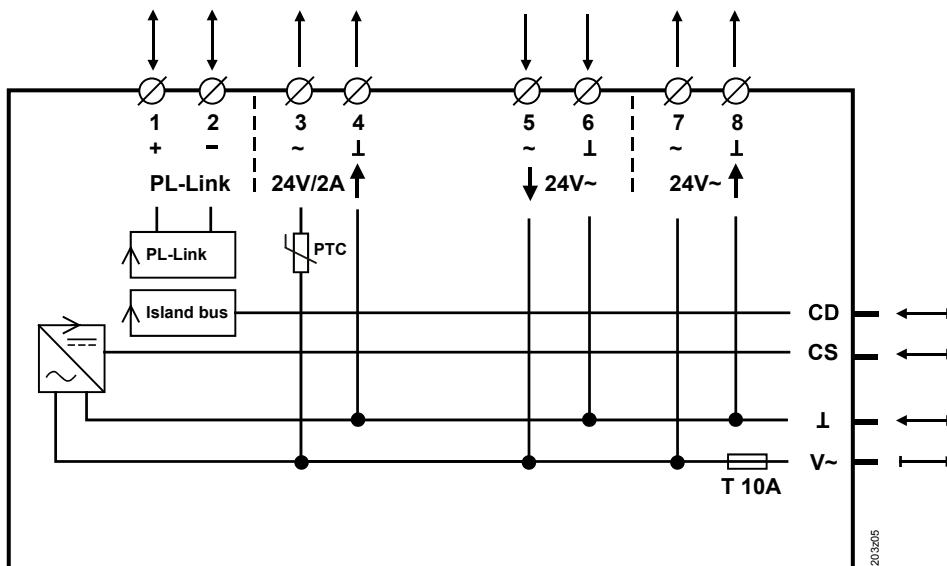 1 2 3 4 5 6 7 8
+ − ~ ⊥ ~ ⊥ ~ ⊥
PL-Link 24V/2A 24V~ 24V~
PL-Link
PTC
Island bus
CD
CS
⊥
V~
T 10A
203z05